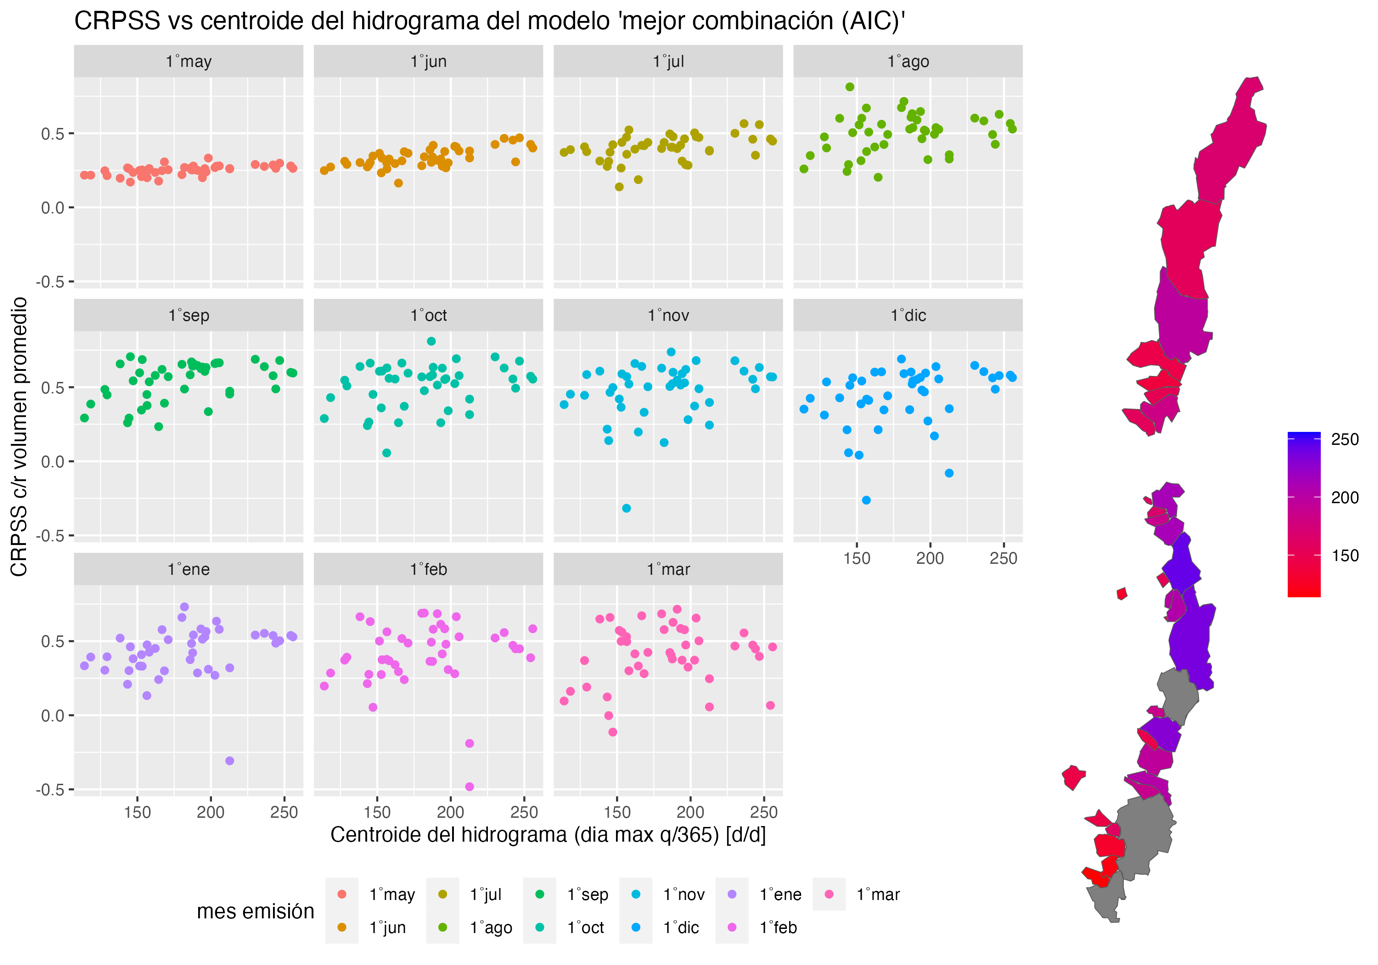 CRPSS vs centroide del hidrograma del modelo 'mejor combinación (AIC)'
1°may
1°jun
1°jul
1°ago
0.5
0.0
-0.5
1°sep
1°oct
1°nov
1°dic
0.5
0.0
-0.5
150
200
250
1°ene
1°feb
1°mar
0.5
0.0
-0.5
150
200
250
150
200
250
150
200
250
CRPSS c/r volumen promedio
Centroide del hidrograma (dia max q/365) [d/d]
mes emisión
1°may
1°jul
1°sep
1°nov
1°ene
1°mar
1°jun
1°ago
1°oct
1°dic
1°feb
250
200
150